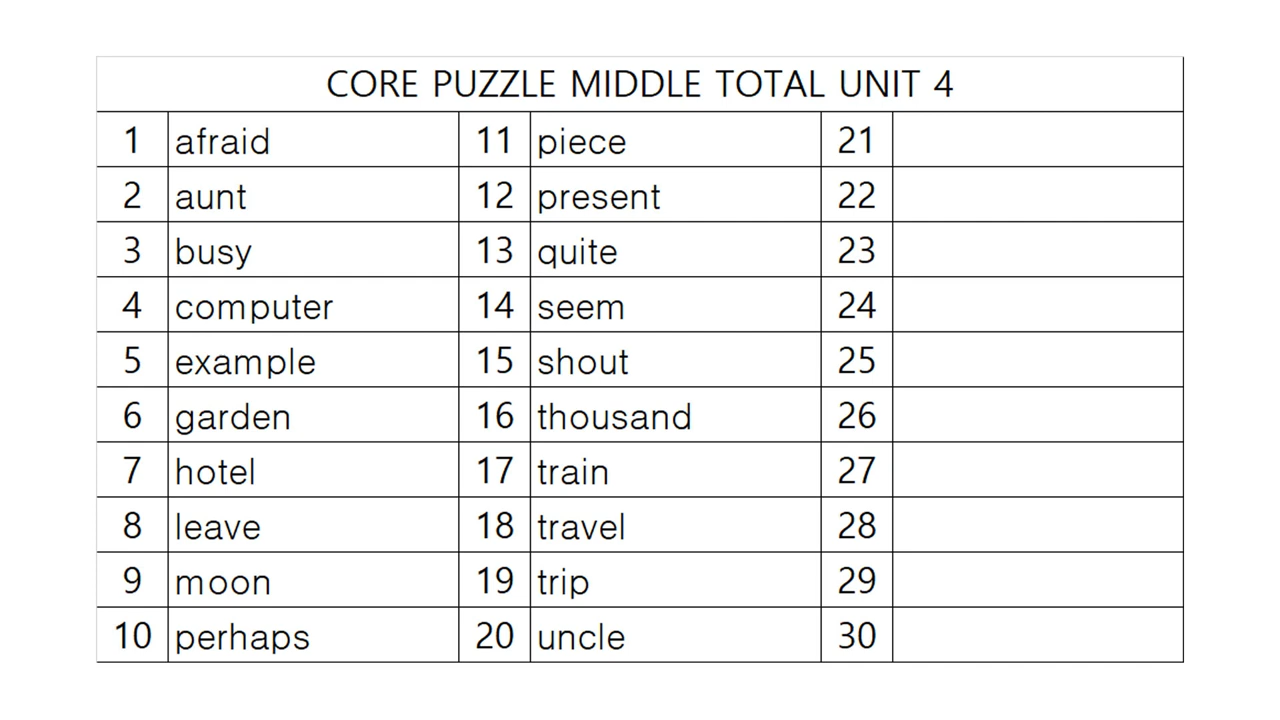 CORE PUZZLE MIDDLE TOTAL UNIT 4
1 afraid 11 piece 21
2 aunt 12 present 22
3 busy 13 quite 23
4 computer 14 seem 24
5 example 15 shout 25
6 garden 16 thousand 26
7 hotel 17 train 27
8 leave 18 travel 28
9 moon 19 trip 29
10 perhaps 20 uncle 30